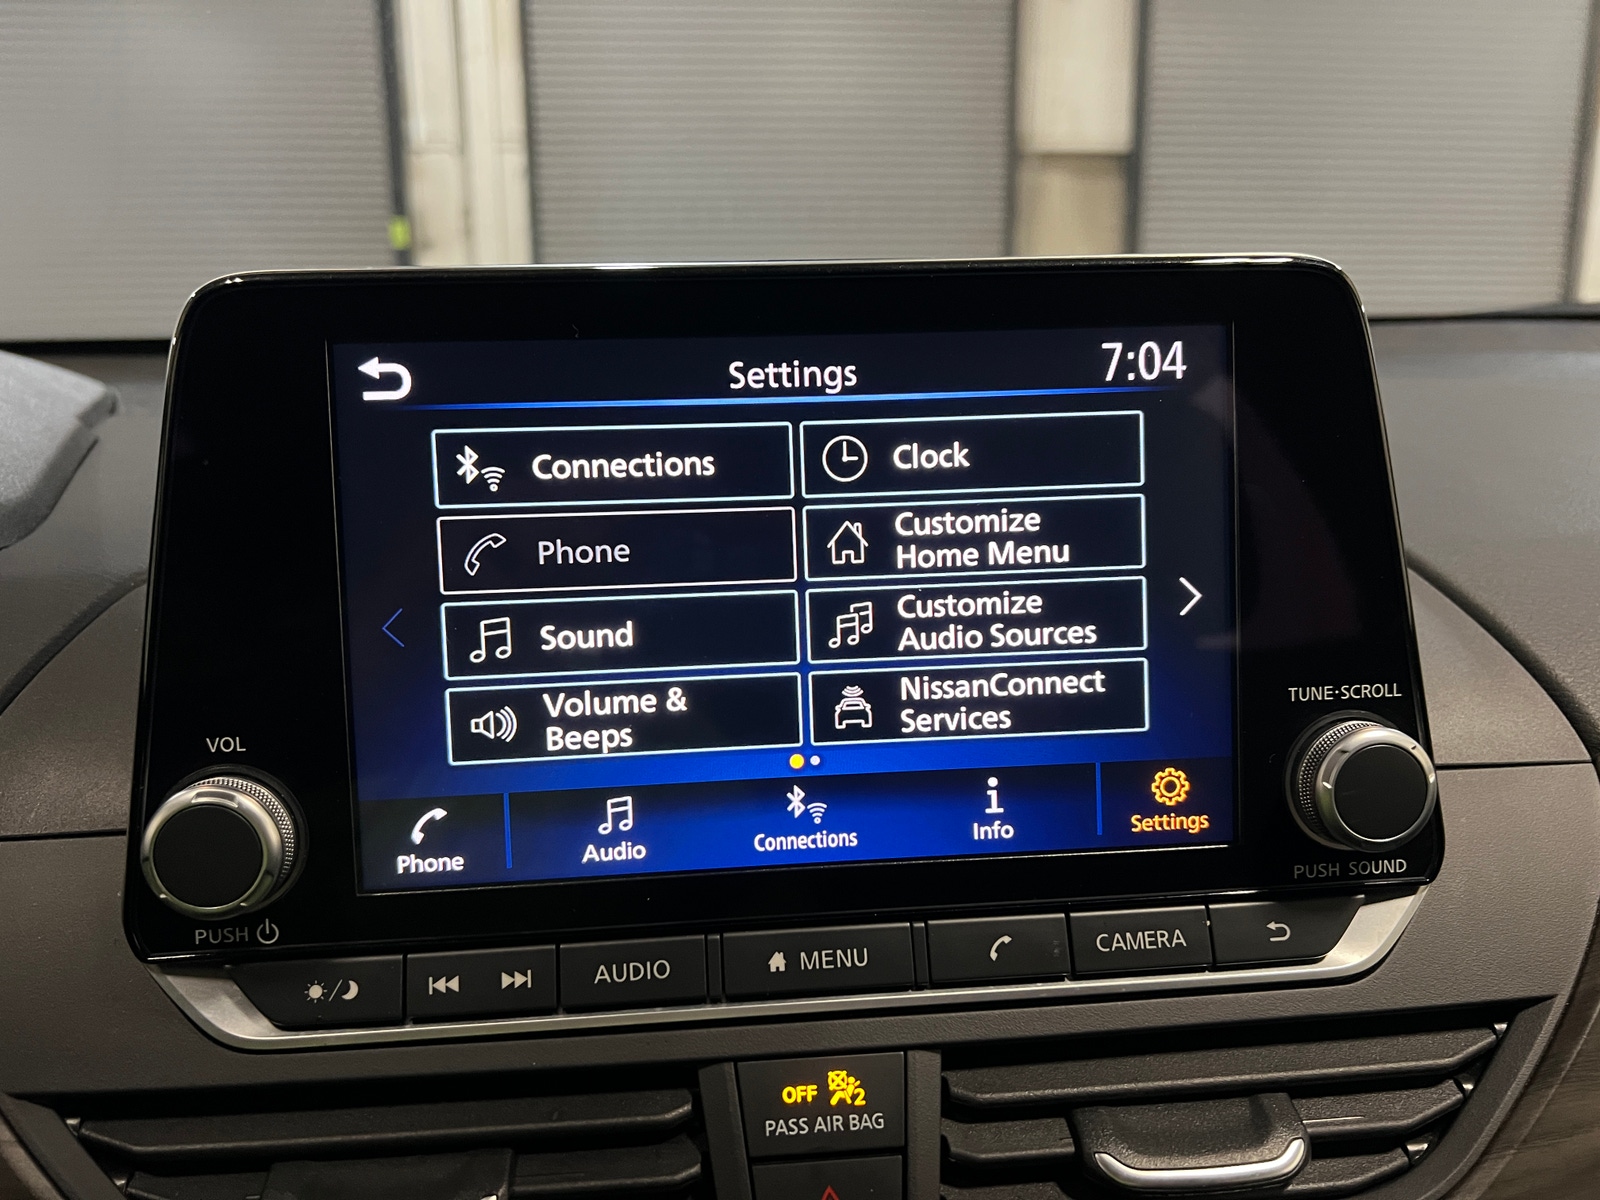 Settings
7:04
Connections
Clock
Phone
Customize
Home Menu
Sound
Customize
Audio Sources
Volume &
Beeps
NissanConnect
Services
Phone
Audio
Connections
Info
Settings
VOL
PUSH
TUNE·SCROLL
PUSH SOUND
AUDIO
MENU
CAMERA
OFF 2
PASS AIR BAG